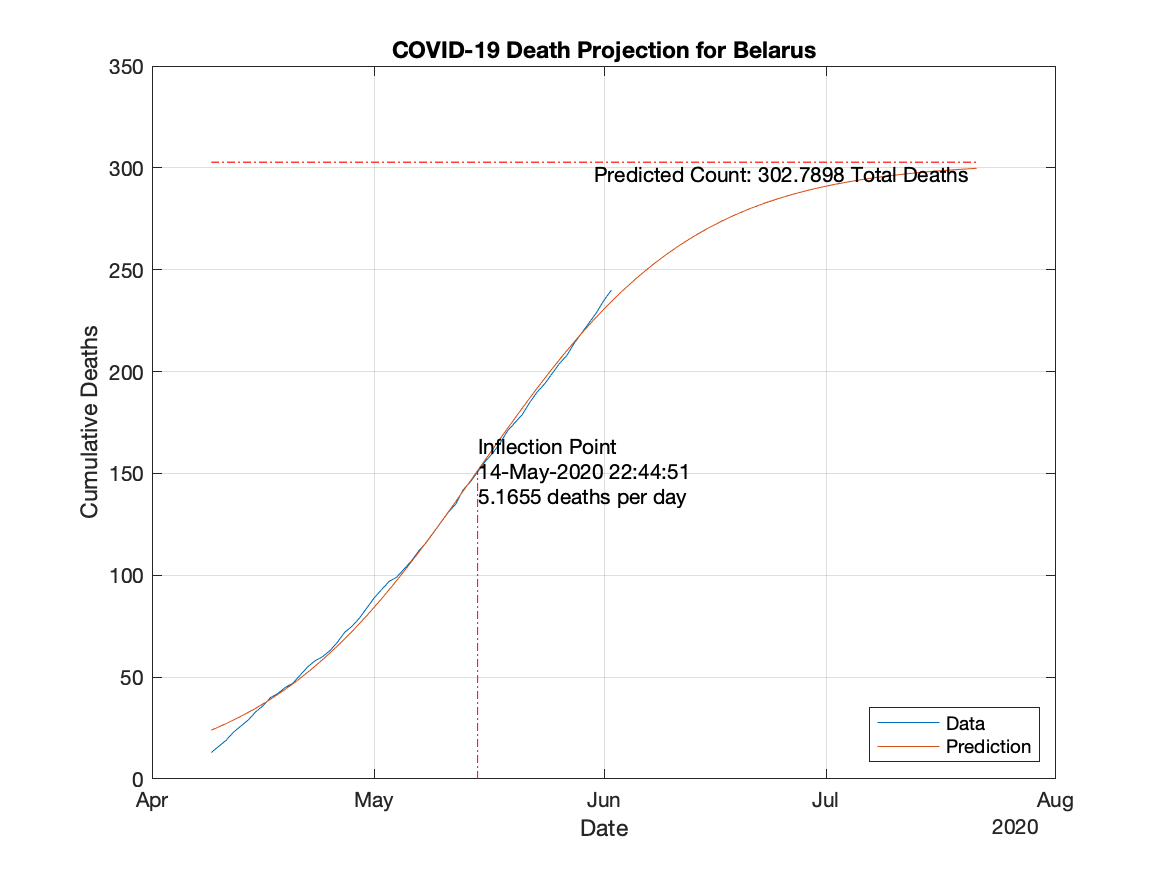 COVID-19 Death Projection for Belarus
350
300
250
200
150
100
50
0
Cumulative Deaths
Predicted Count: 302.7898 Total Deaths
Inflection Point
14-May-2020 22:44:51
5.1655 deaths per day
Data
Prediction
Apr May Jun Jul Aug
Date
2020